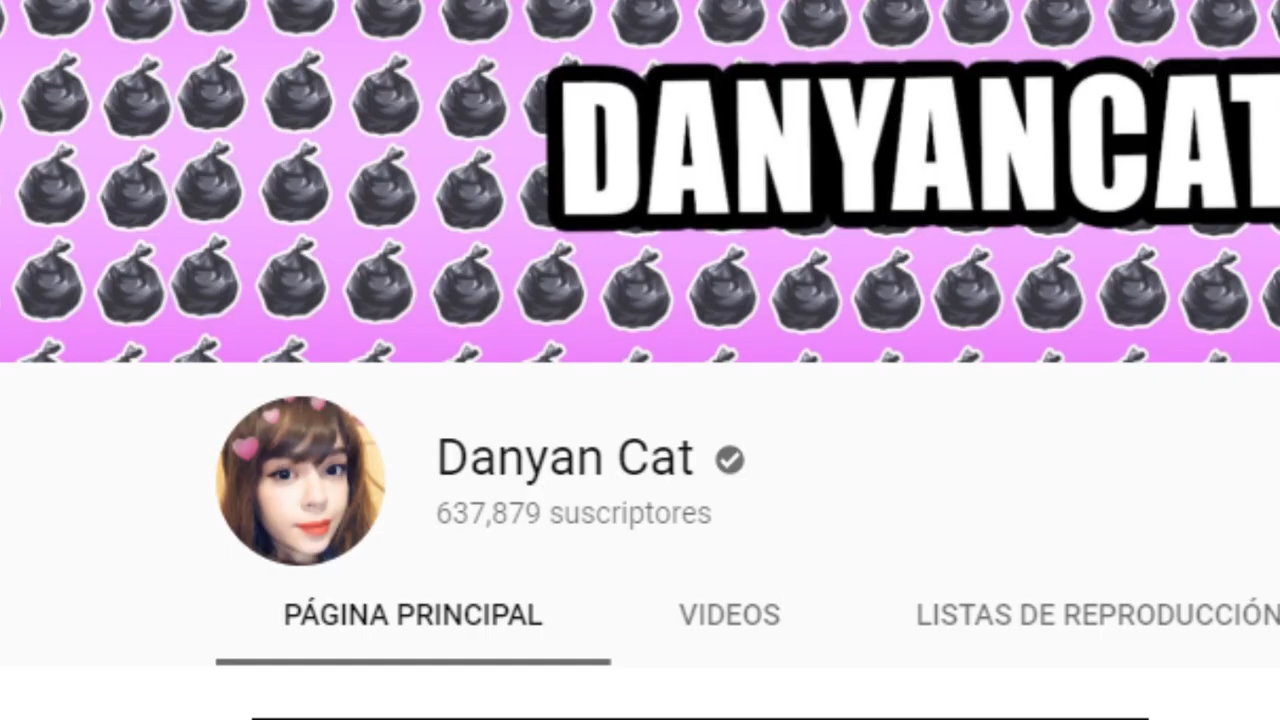 DANYANCAT
Danyan Cat
637,879 suscriptores
PÁGINA PRINCIPAL VIDEOS LISTAS DE REPRODUCCIÓN